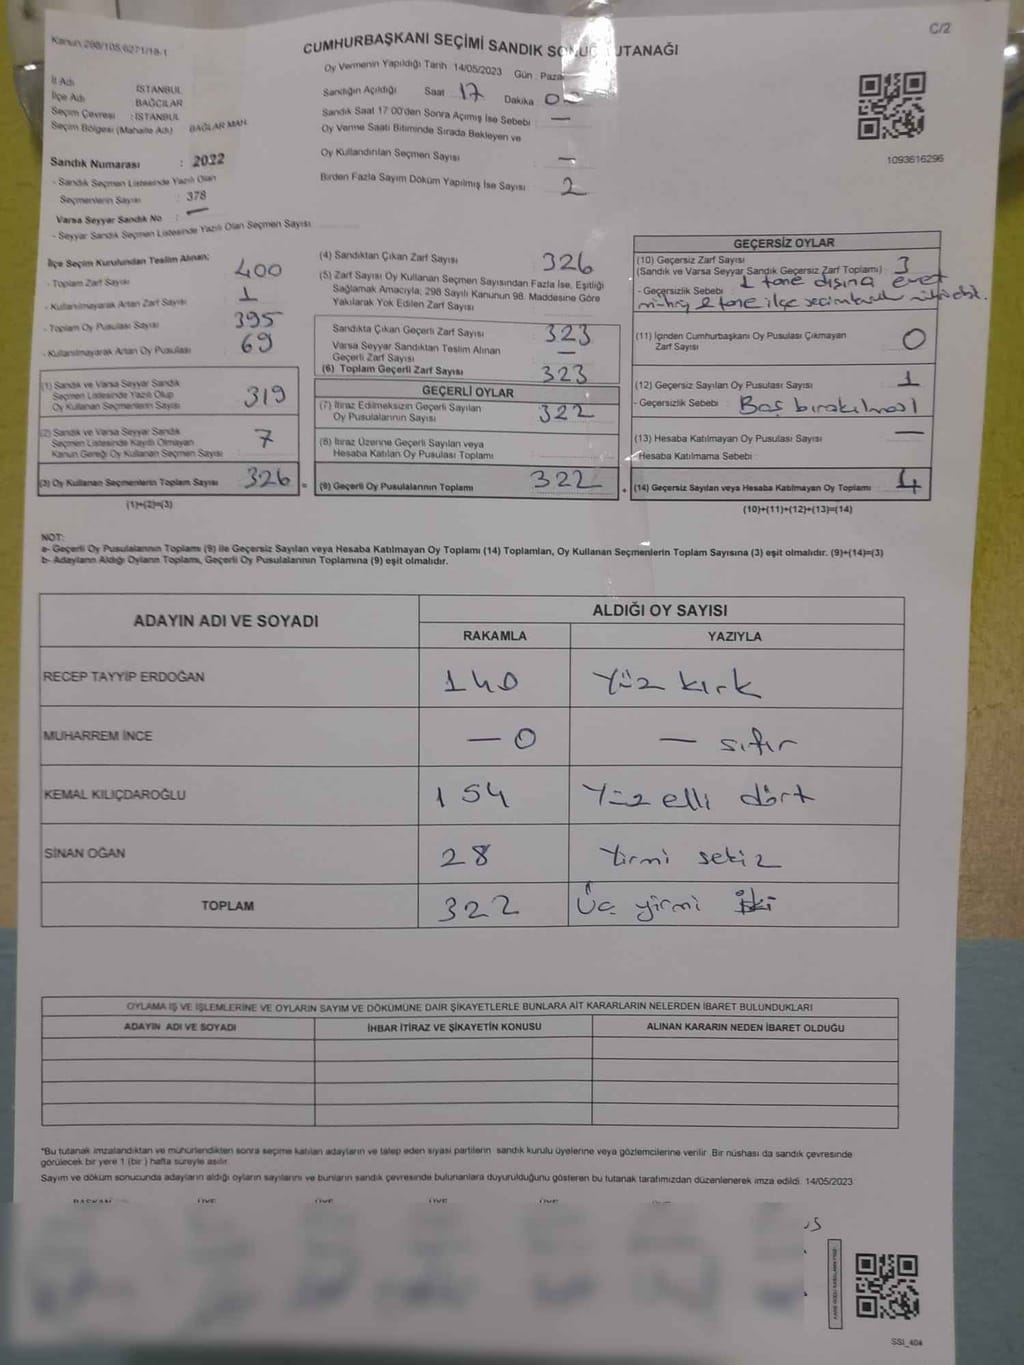 C/2
Kanun:298/105,6271/18-1
CUMHURBAŞKANI SEÇİMİ SANDIK SONUÇ TUTANAĞI
Oy Vermenin Yapıldığı Tarih 14/05/2023 Gün : Pazar
İl Adı : İSTANBUL
İlçe Adı : BAĞCILAR
Seçim Çevresi : İSTANBUL
Seçim Bölgesi (Mahalle Adı) BAĞLAR MAH.
Sandık Numarası : 2022
- Sandık Seçmen Listesinde Yazılı Olan
Seçmenlerin Sayısı : 378
Varsa Seyyar Sandık No : —
- Seyyar Sandık Seçmen Listesinde Yazılı Olan Seçmen Sayısı :
Sandığın Açıldığı Saat 17 Dakika
Sandık Saat 17:00'den Sonra Açımış İse Sebebi : —
Oy Verme Saati Bitiminde Sırada Bekleyen ve
Oy Kullandırılan Seçmen Sayısı —
Birden Fazla Sayım Döküm Yapılmış İse Sayısı 2
1093616296
İlçe Seçim Kurulundan Teslim Alınan;
- Toplam Zarf Sayısı 400
- Kullanılmayarak Artan Zarf Sayısı 1
- Toplam Oy Pusulası Sayısı 395
- Kullanılmayarak Artan Oy Pusulası 69
(1) Sandık ve Varsa Seyyar Sandık
Seçmen Listesinde Yazılı Olup
Oy Kullanan Seçmenlerin Sayısı 319
(2) Sandık ve Varsa Seyyar Sandık
Seçmen Listesinde Kayıtlı Olmayan
Kanun Gereği Oy Kullanan Seçmen Sayısı 7
(3) Oy Kullanan Seçmenlerin Toplam Sayısı 326
(1)+(2)=(3)
(4) Sandıktan Çıkan Zarf Sayısı 326
(5) Zarf Sayısı Oy Kullanan Seçmen Sayısından Fazla İse, Eşitliği
Sağlamak Amacıyla, 298 Sayılı Kanunun 98. Maddesine Göre
Yakılarak Yok Edilen Zarf Sayısı
Sandıkta Çıkan Geçerli Zarf Sayısı 323
Varsa Seyyar Sandıktan Teslim Alınan
Geçerli Zarf Sayısı —
(6) Toplam Geçerli Zarf Sayısı 323
GEÇERLİ OYLAR
(7) İtiraz Edilmeksizin Geçerli Sayılan
Oy Pusulalarının Sayısı 322
(8) İtiraz Üzerine Geçerli Sayılan veya
Hesaba Katılan Oy Pusulası Toplamı
(9) Geçerli Oy Pusulalarının Toplamı 322
GEÇERSİZ OYLAR
(10) Geçersiz Zarf Sayısı 3
(Sandık ve Varsa Seyyar Sandık Geçersiz Zarf Toplamı)
- Geçersizlik Sebebi : 1 tane dışına evet
mührü 2 tane ilçe seçim
(11) İçinden Cumhurbaşkanı Oy Pusulası Çıkmayan
Zarf Sayısı 0
(12) Geçersiz Sayılan Oy Pusulası Sayısı 1
- Geçersizlik Sebebi : Boş bırakılması
(13) Hesaba Katılmayan Oy Pusulası Sayısı —
Hesaba Katılmama Sebebi :
(14) Geçersiz Sayılan veya Hesaba Katılmayan Oy Toplamı 4
(10)+(11)+(12)+(13)=(14)
NOT:
a- Geçerli Oy Pusulalarının Toplamı (9) ile Geçersiz Sayılan veya Hesaba Katılmayan Oy Toplamı (14) Toplamları, Oy Kullanan Seçmenlerin Toplam Sayısına (3) eşit olmalıdır. (9)+(14)=(3)
b- Adayların Aldığı Oyların Toplamı, Geçerli Oy Pusulalarının Toplamına (9) eşit olmalıdır.
ADAYIN ADI VE SOYADI
ALDIĞI OY SAYISI
RAKAMLA YAZIYLA
RECEP TAYYİP ERDOĞAN 140 Yüz kırk
MUHARREM İNCE — 0 — sıfır
KEMAL KILIÇDAROĞLU 154 Yüz elli dört
SİNAN OĞAN 28 Yirmi sekiz
TOPLAM 322 Üç yirmi iki
OYLAMA İŞ VE İŞLEMLERİNE VE OYLARIN SAYIM VE DÖKÜMÜNE DAİR ŞİKAYETLERLE BUNLARA AİT KARARLARIN NELERDEN İBARET BULUNDUKLARI
ADAYIN ADI VE SOYADI İHBAR İTİRAZ VE ŞİKAYETİN KONUSU ALINAN KARARIN NEDEN İBARET OLDUĞU
*Bu tutanak imzalandıktan ve mühürlendikten sonra seçime katılan adayların ve talep eden siyasi partilerin sandık kurulu üyelerine veya gözlemcilerine verilir. Bir nüshası da sandık çevresinde
görülecek bir yere 1 (bir ) hafta süreyle asılır.
Sayım ve döküm sonucunda adayların aldığı oyların sayılarını ve bunların sandık çevresinde bulunanlara duyurulduğunu gösteren bu tutanak tarafımızdan düzenlenerek imza edildi. 14/05/2023
BAŞKAN ÜYE ÜYE ÜYE ÜYE ÜYE
SSI_404